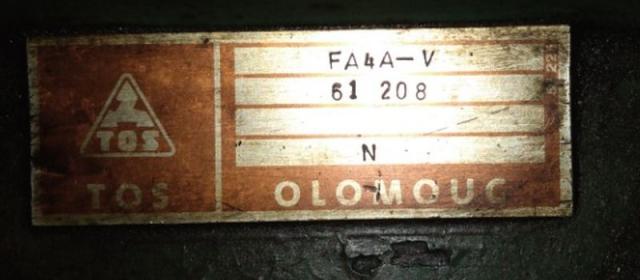 TOS
TOS
FA4A-V
61 208
N
OLOMOUC